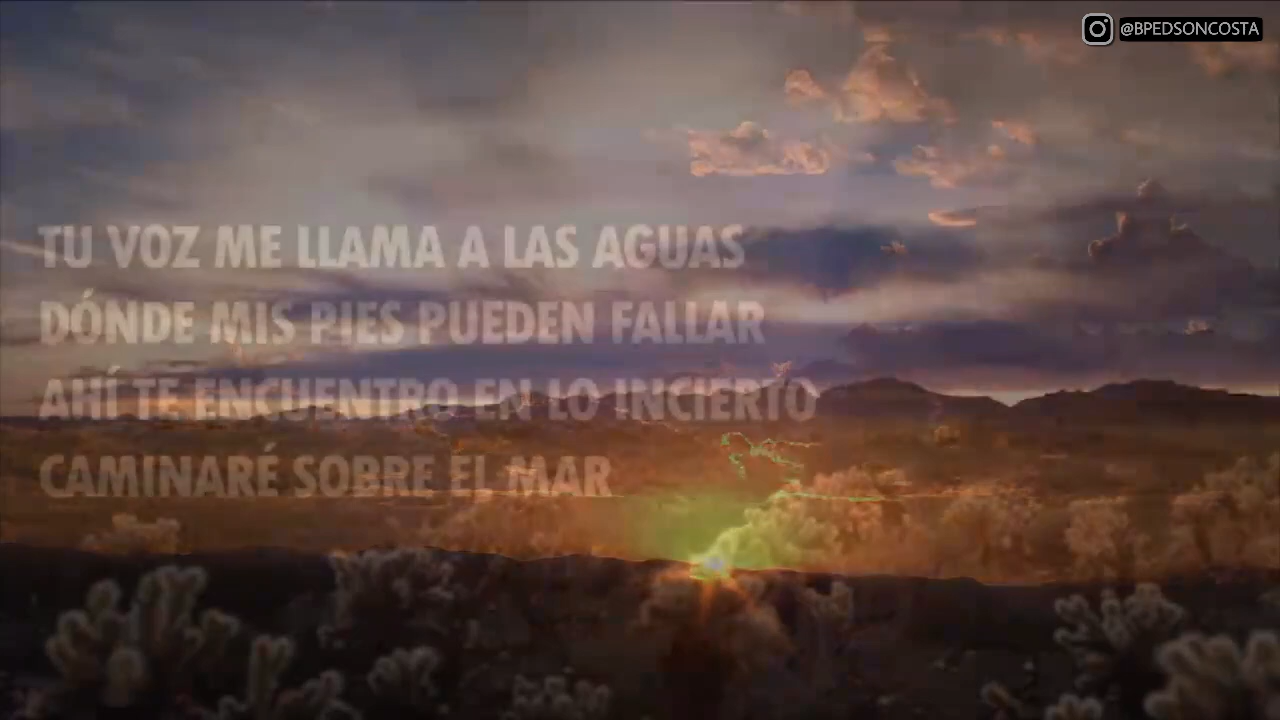 @BPEDSONCOSTA
TU VOZ ME LLAMA A LAS AGUAS
DÓNDE MIS PIES PUEDEN FALLAR
AHÍ TE ENCUENTRO EN LO INCIERTO
CAMINARÉ SOBRE EL MAR